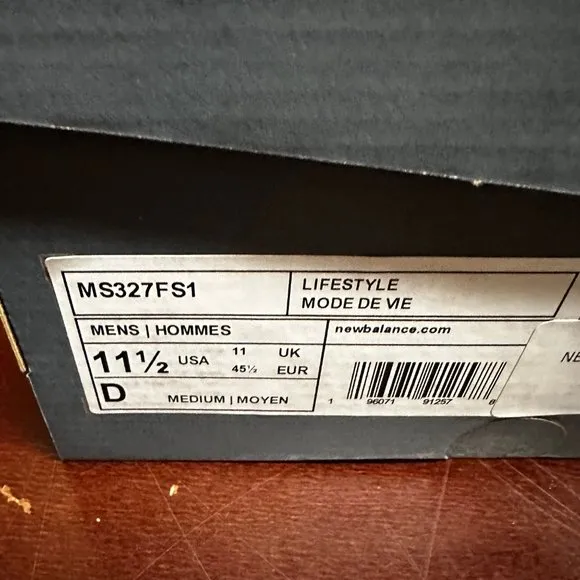 MS327FS1
LIFESTYLE
MODE DE VIE
MENS | HOMMES
newbalance.com
11½ USA 11 UK
45½ EUR
D MEDIUM | MOYEN
1 96071 91257
NE